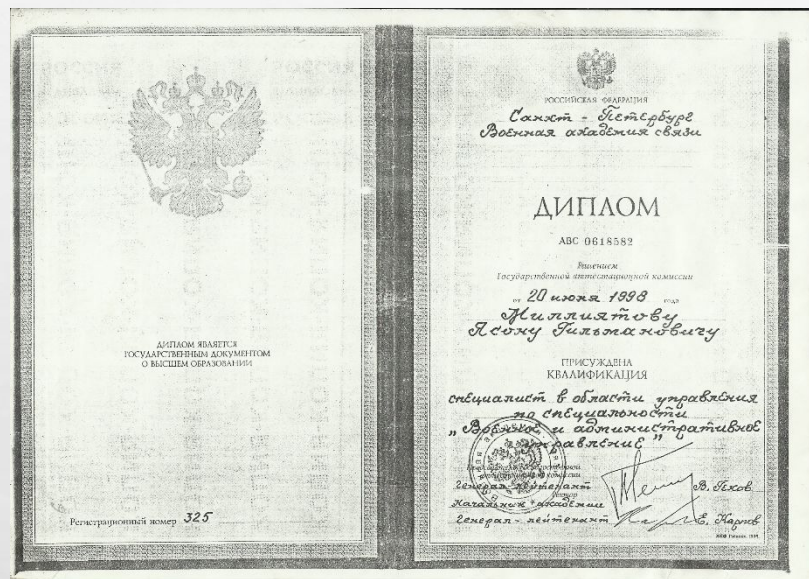 ДИПЛОМ ЯВЛЯЕТСЯ
ГОСУДАРСТВЕННЫМ ДОКУМЕНТОМ
О ВЫСШЕМ ОБРАЗОВАНИИ
Регистрационный номер 325
РОССИЙСКАЯ ФЕДЕРАЦИЯ
Санкт - Петербург
Военная академия связи
ДИПЛОМ
АВС 0618582
Решением
Государственной аттестационной комиссии
от 20 июня 1998 года
Миллиятову
Ясону Гильмановичу
ПРИСУЖДЕНА
КВАЛИФИКАЦИЯ
специалист в области управления
по специальности
„Военное и административное
управление"
генерал-лейтенант В. Пков
Начальник академии
генерал-лейтенант Е. Карпов